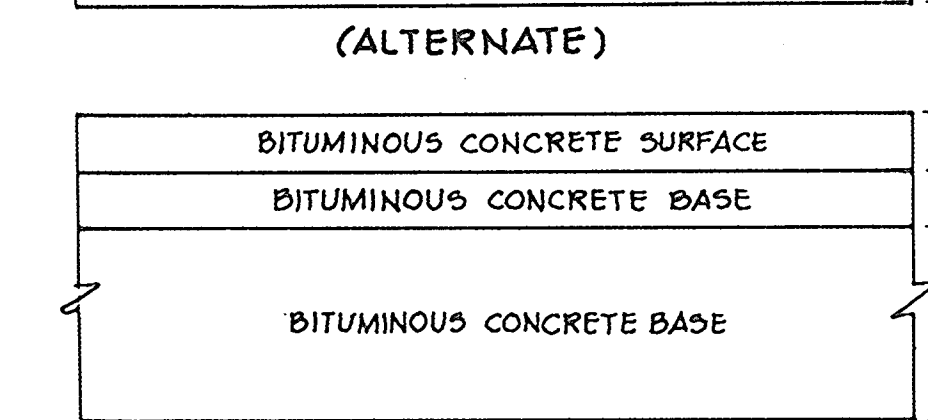 (ALTERNATE)
BITUMINOUS CONCRETE SURFACE
BITUMINOUS CONCRETE BASE
BITUMINOUS CONCRETE BASE